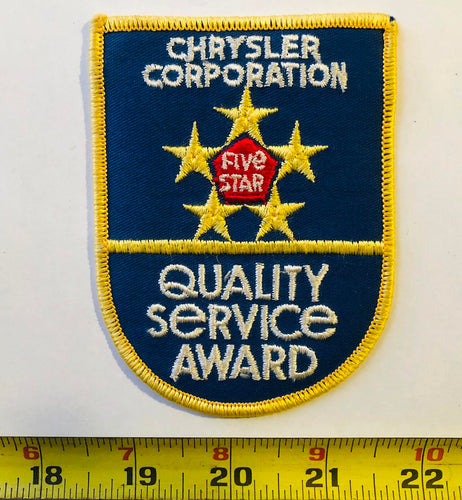 CHRYSLER
CORPORATION
FIVe
STAR
QUALITY
SeRVICe
AWARD
6 7 8 9 10
18 19 20 21 22